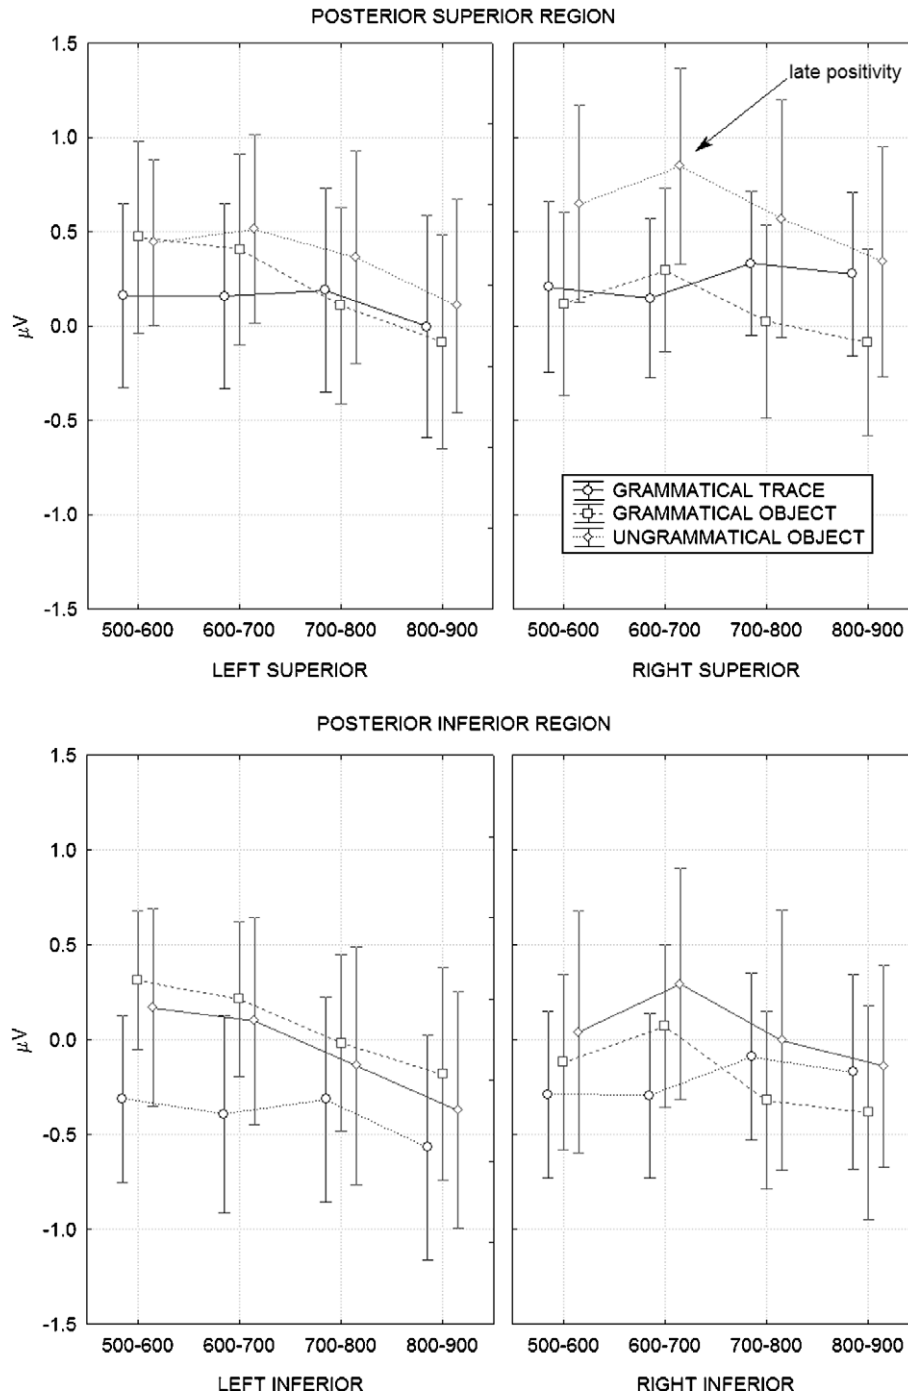 POSTERIOR SUPERIOR REGION
1.5
1.0
0.5
0.0
-0.5
-1.0
-1.5
μV
late positivity
GRAMMATICAL TRACE
GRAMMATICAL OBJECT
UNGRAMMATICAL OBJECT
500-600 600-700 700-800 800-900 500-600 600-700 700-800 800-900
LEFT SUPERIOR RIGHT SUPERIOR
POSTERIOR INFERIOR REGION
1.5
1.0
0.5
0.0
-0.5
-1.0
-1.5
μV
500-600 600-700 700-800 800-900 500-600 600-700 700-800 800-900
LEFT INFERIOR RIGHT INFERIOR